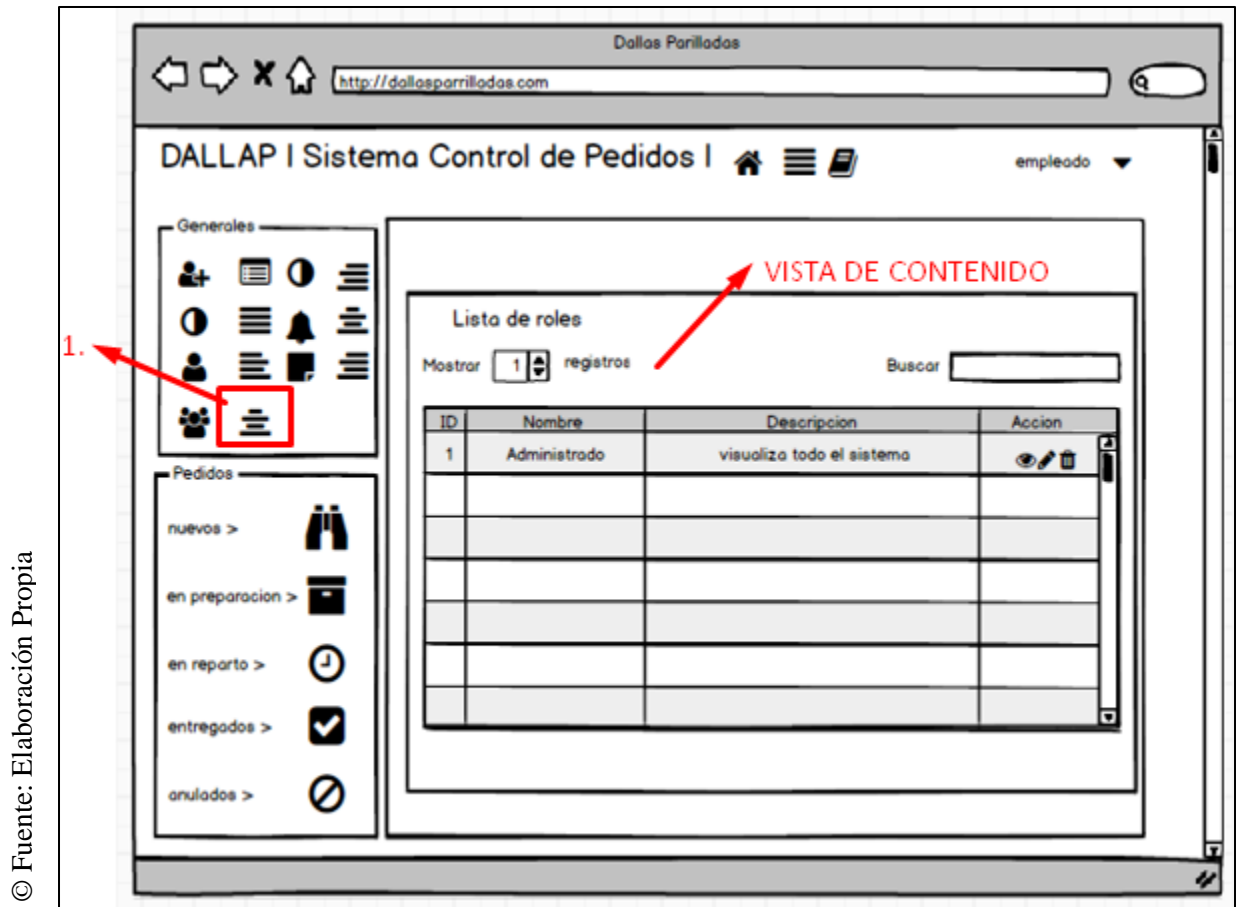 Dallas Parilladas
http://dallasparrilladas.com
DALLAP | Sistema Control de Pedidos |
empleado
Generales
VISTA DE CONTENIDO
Lista de roles
1.
Mostrar 1 registros
Buscar
ID Nombre Descripcion Accion
1 Administrado visualiza todo el sistema
Pedidos
nuevos >
en preparacion >
en reparto >
entregados >
anulados >
© Fuente: Elaboración Propia